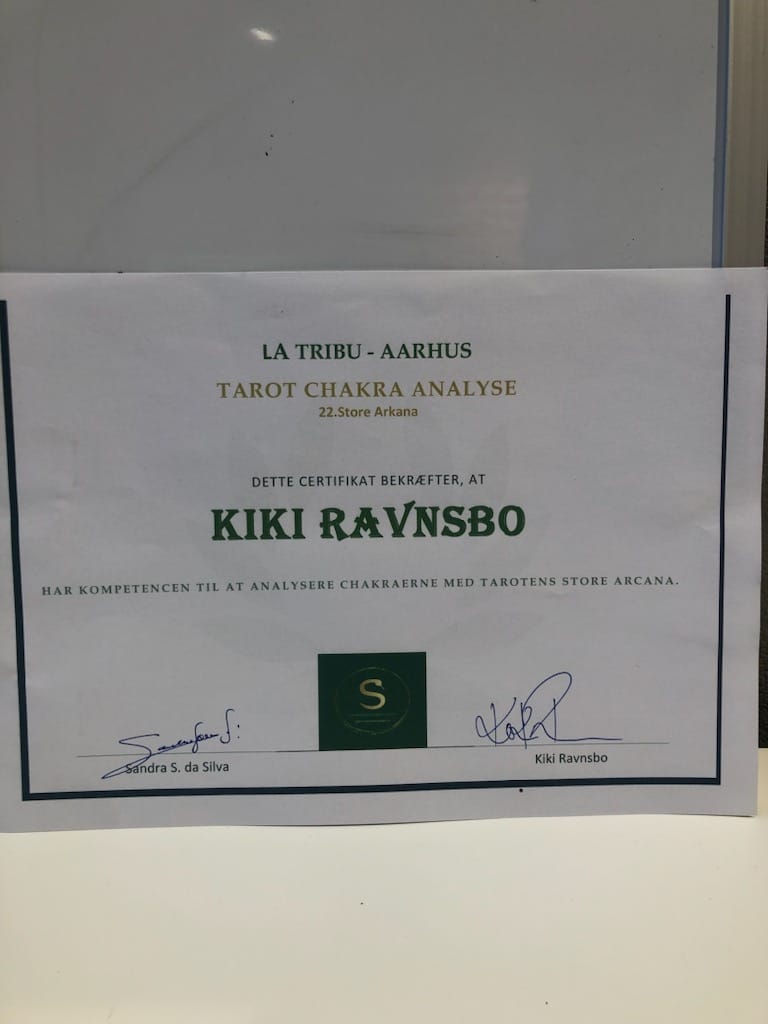 LA TRIBU - AARHUS
TAROT CHAKRA ANALYSE
22.Store Arkana
DETTE CERTIFIKAT BEKRÆFTER, AT
KIKI RAVNSBO
HAR KOMPETENCEN TIL AT ANALYSERE CHAKRAERNE MED TAROTENS STORE ARCANA.
S
Sandra S. da Silva
Kiki Ravnsbo